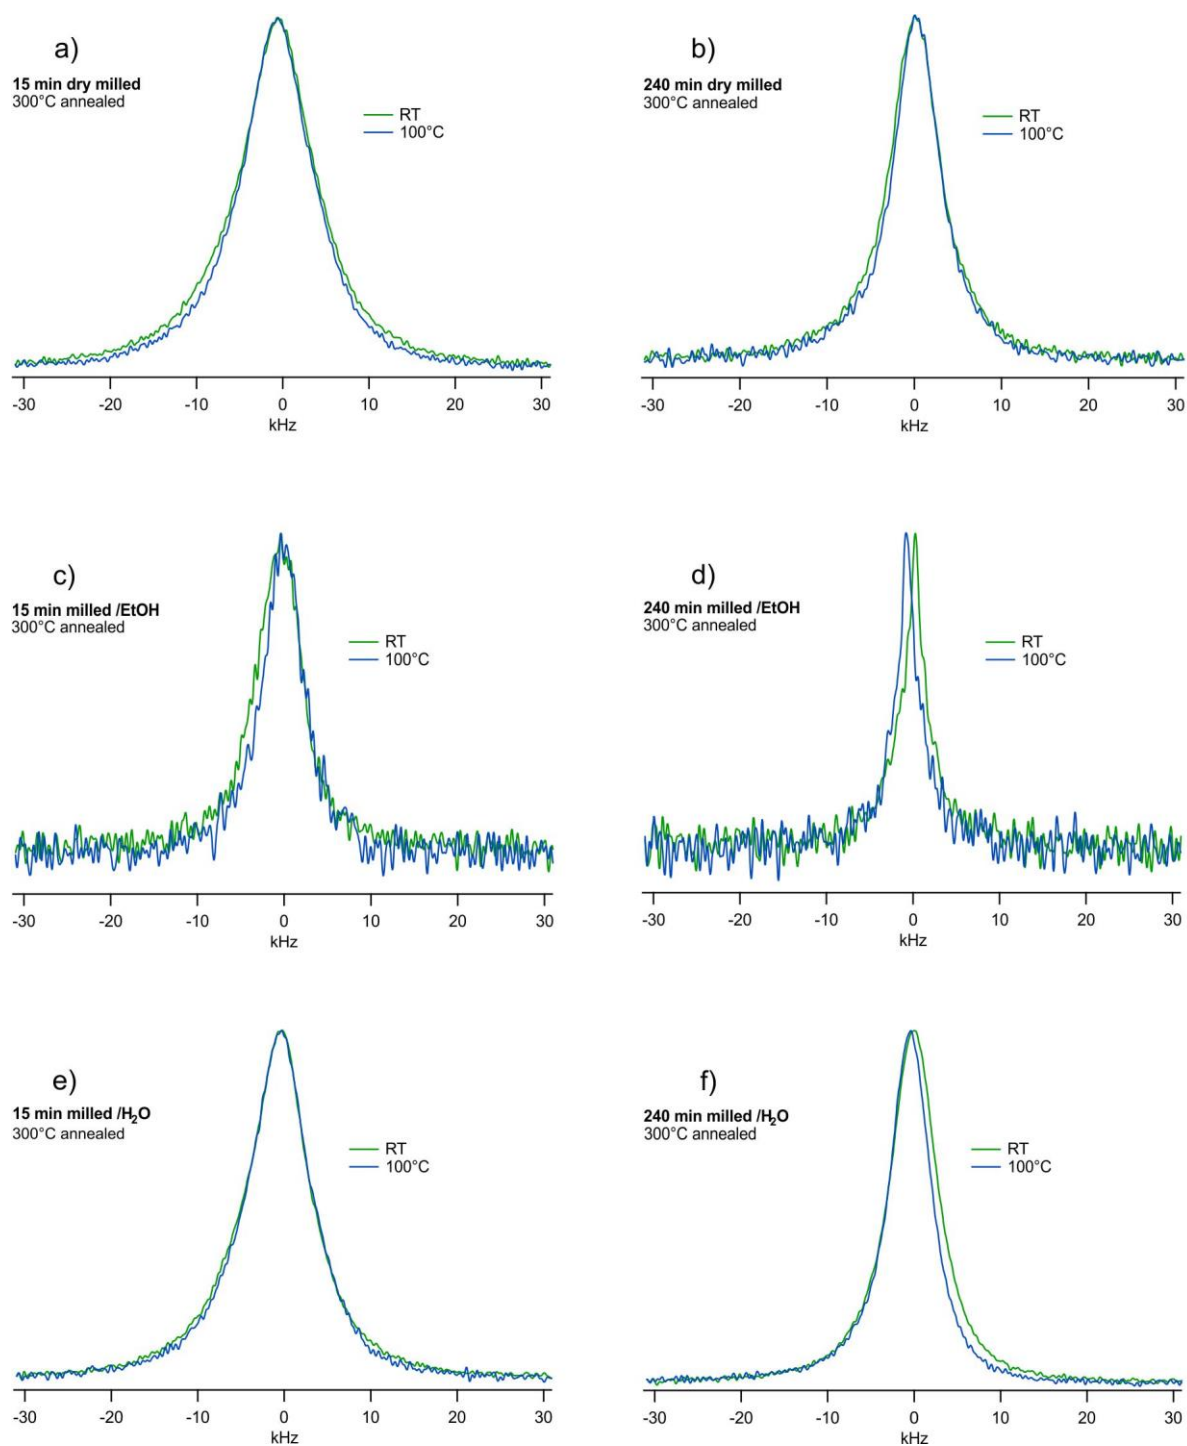 a)
15 min dry milled
300°C annealed
RT
100°C
-30 -20 -10 0 10 20 30
kHz
b)
240 min dry milled
300°C annealed
RT
100°C
-30 -20 -10 0 10 20 30
kHz
c)
15 min milled /EtOH
300°C annealed
RT
100°C
-30 -20 -10 0 10 20 30
kHz
d)
240 min milled /EtOH
300°C annealed
RT
100°C
-30 -20 -10 0 10 20 30
kHz
e)
15 min milled /H₂O
300°C annealed
RT
100°C
-30 -20 -10 0 10 20 30
kHz
f)
240 min milled /H₂O
300°C annealed
RT
100°C
-30 -20 -10 0 10 20 30
kHz